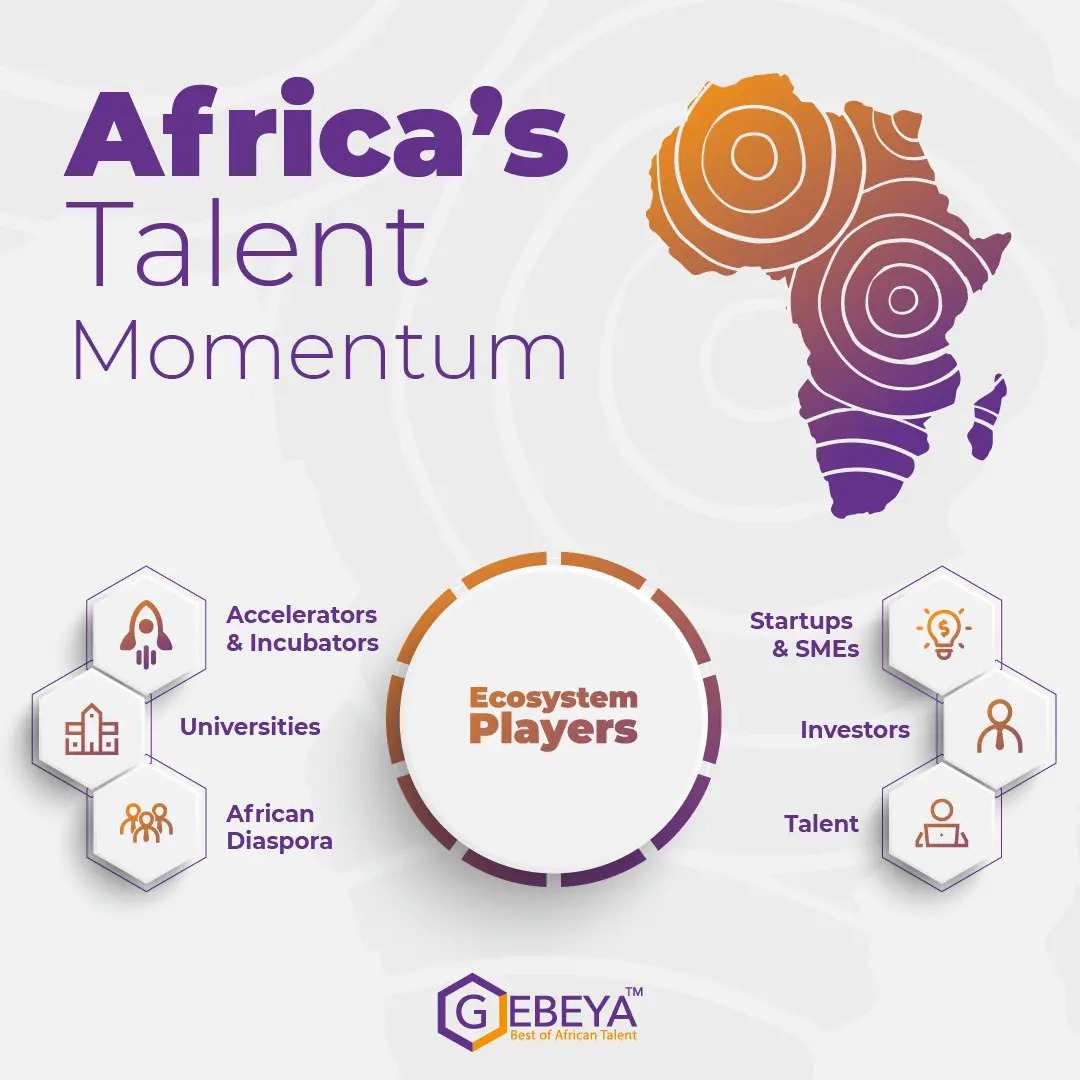 Africa's
Talent
Momentum
Accelerators
& Incubators
Universities
African
Diaspora
Ecosystem
Players
Startups
& SMEs
Investors
Talent
GEBEYA™
Best of African Talent